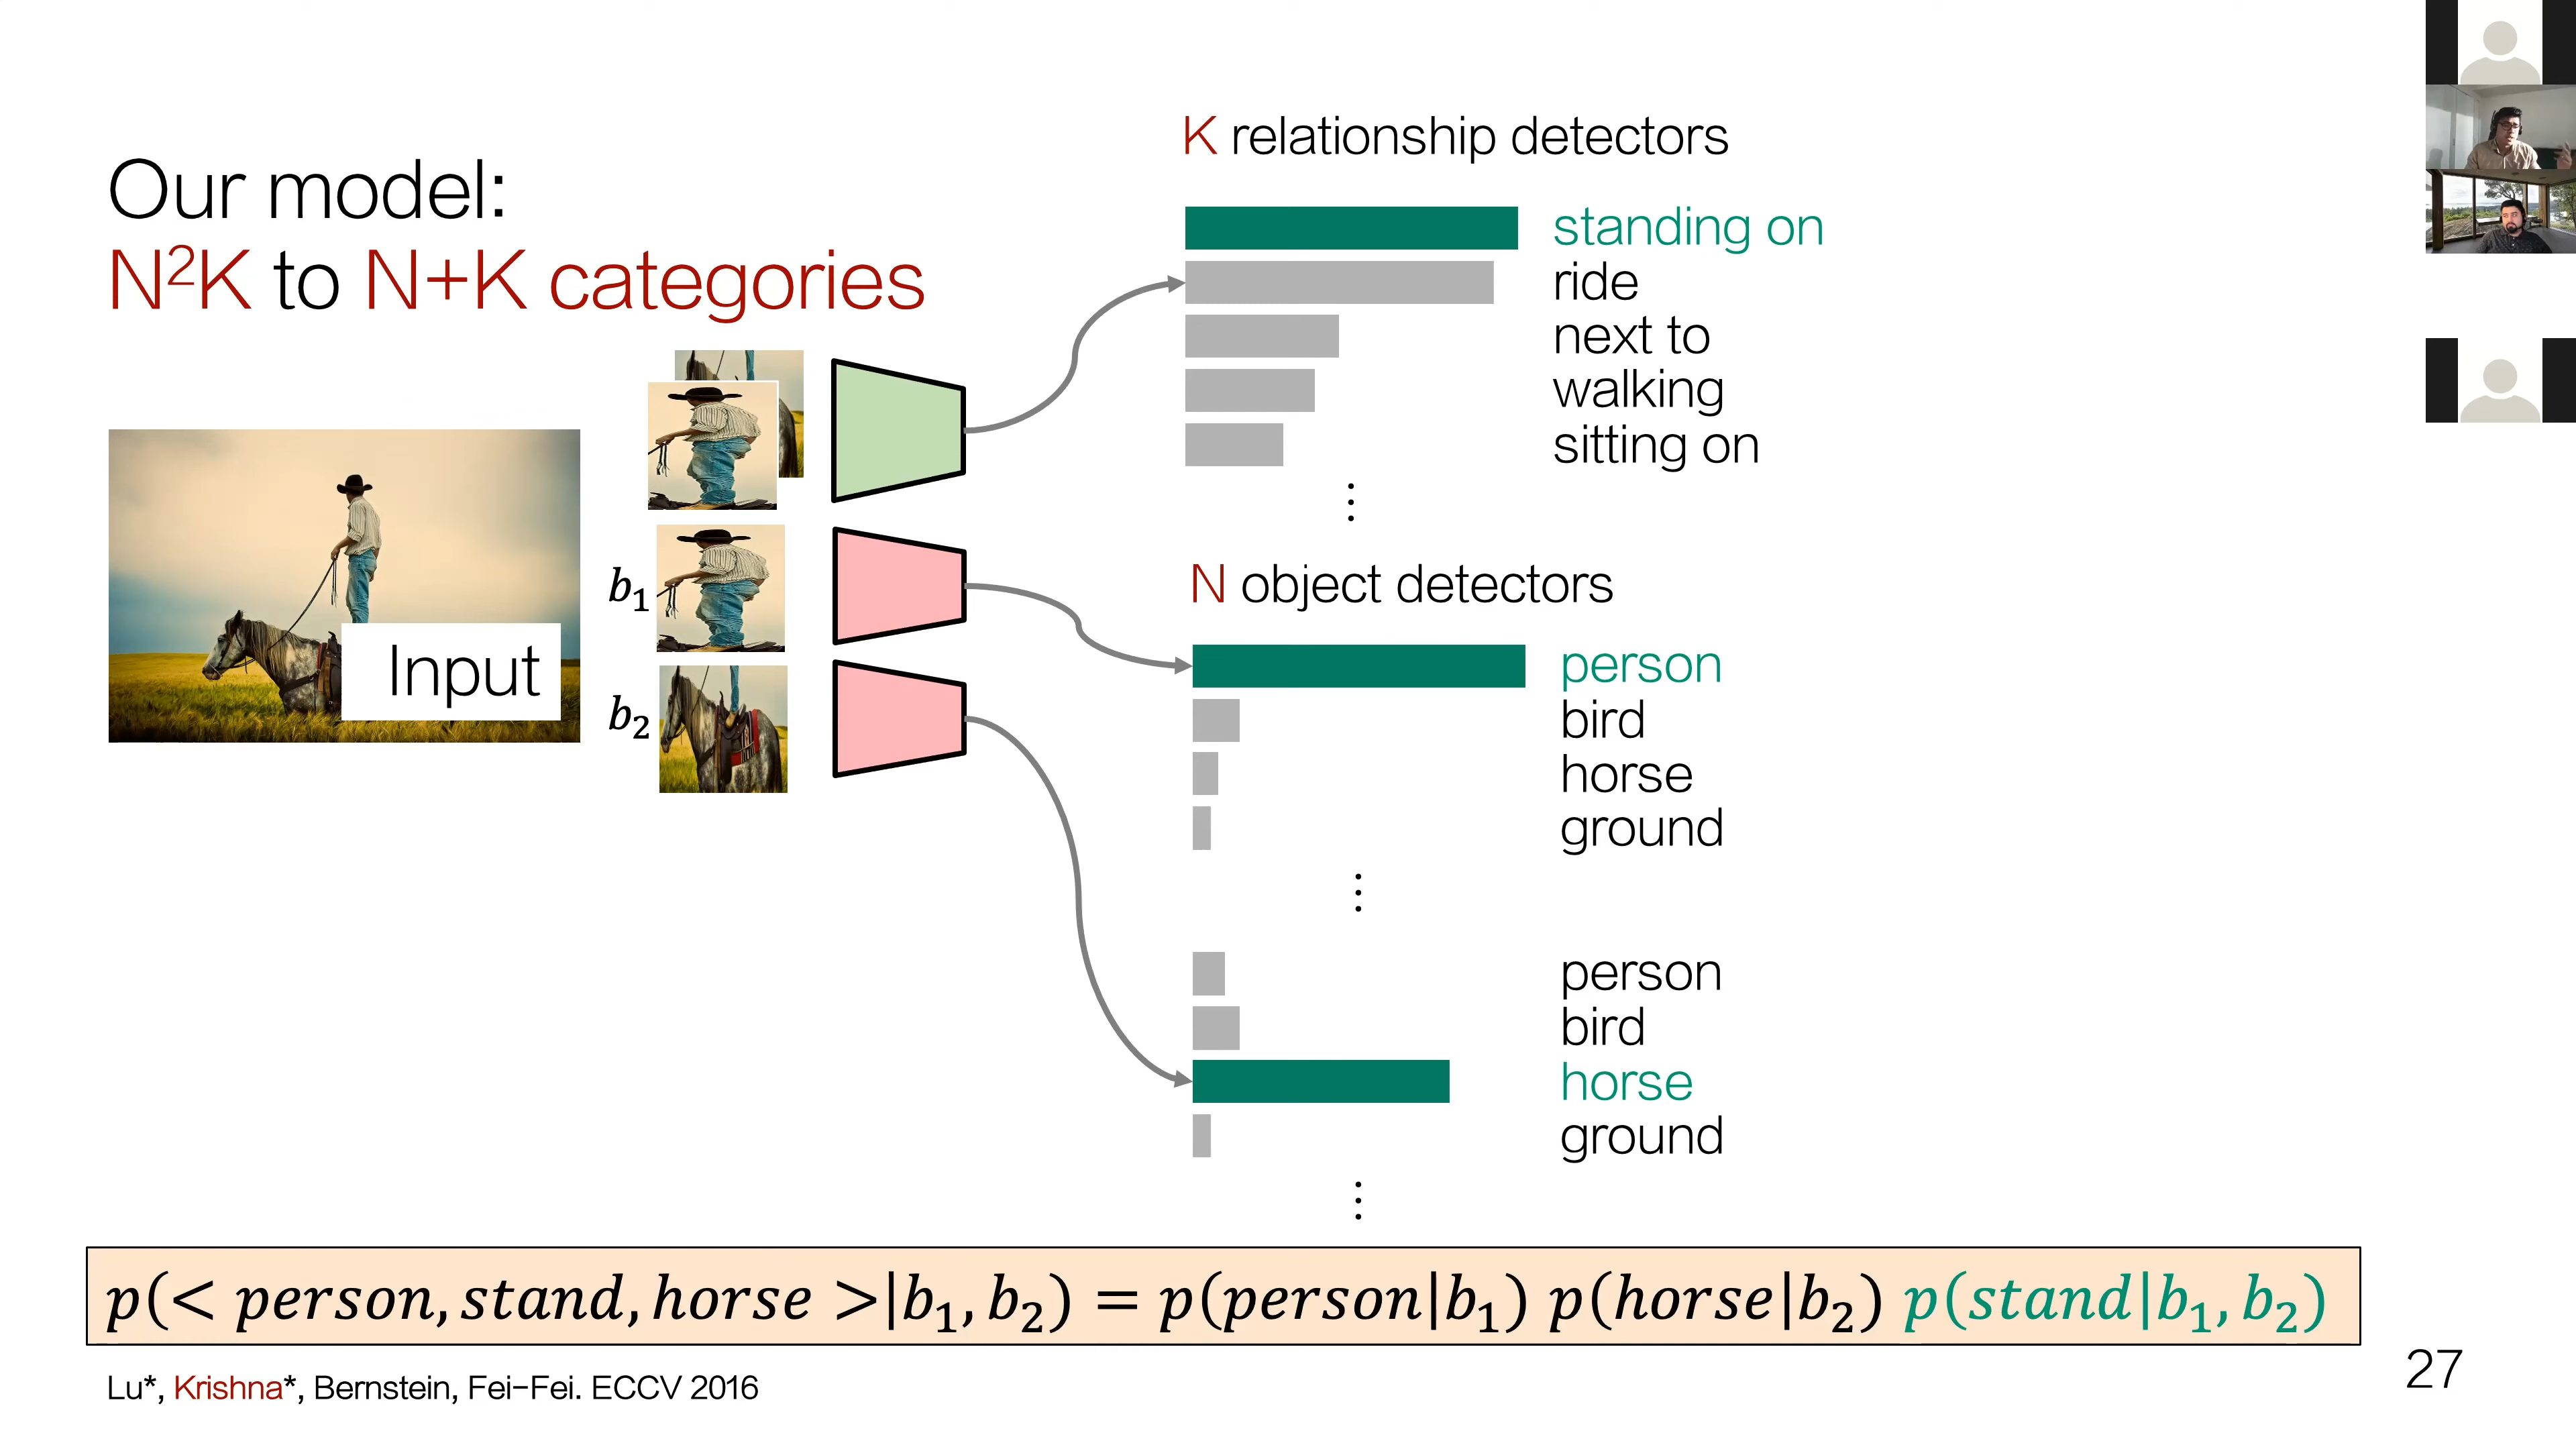 Our model:
N²K to N+K categories
Input
b₁
b₂
K relationship detectors
standing on
ride
next to
walking
sitting on
⋮
N object detectors
person
bird
horse
ground
⋮
person
bird
horse
ground
⋮
p(< person, stand, horse >|b₁, b₂) = p(person|b₁) p(horse|b₂) p(stand|b₁, b₂)
Lu*, Krishna*, Bernstein, Fei-Fei. ECCV 2016
27